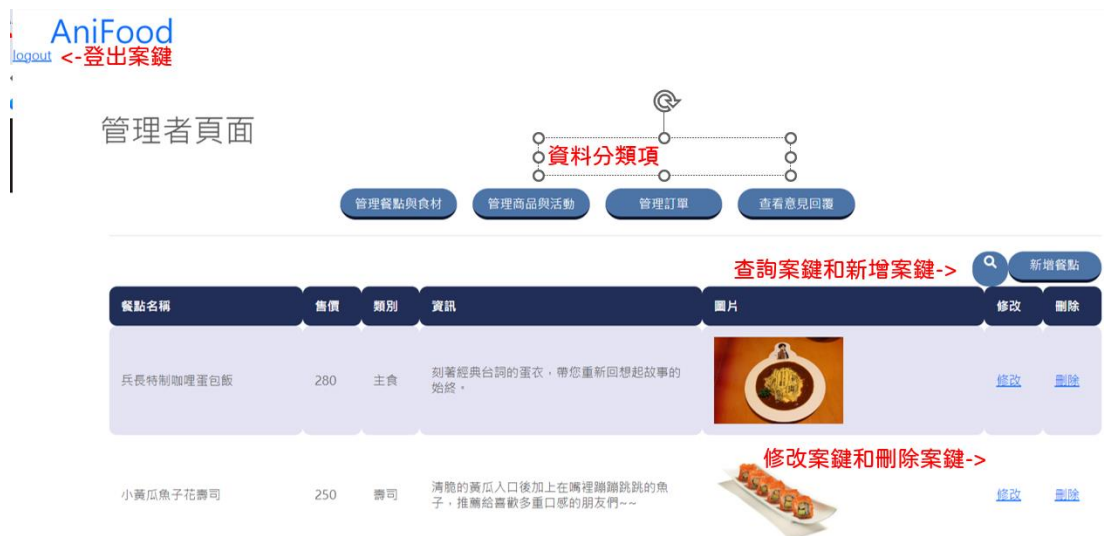 AniFood
logout <-登出案鍵
管理者頁面
資料分類項
管理餐點與食材 管理商品與活動 管理訂單 查看意見回覆
查詢案鍵和新增案鍵-> 新增餐點
餐點名稱 售價 類別 資訊 圖片 修改 刪除
兵長特制咖哩蛋包飯 280 主食 刻著經典台詞的蛋衣，帶您重新回想起故事的
始終。 修改 刪除
修改案鍵和刪除案鍵->
小黃瓜魚子花壽司 250 壽司 清脆的黃瓜入口後加上在嘴裡蹦蹦跳跳的魚
子，推薦給喜歡多重口感的朋友們~~ 修改 刪除